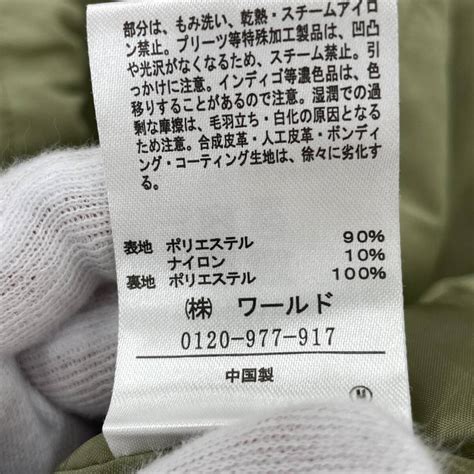 部分は、もみ洗い、乾熱・スチームアイロ
ン禁止。プリーツ等特殊加工製品は、凹凸
や光沢がなくなるため、スチーム禁止。引
っかけに注意。インディゴ等濃色品は、色
移りすることがあるので注意。湿潤での過
剰な摩擦は、毛羽立ち・白化の原因となる
ため注意。合成皮革・人工皮革・ボンディ
ング・コーティング生地は、徐々に劣化す
る。
表地 ポリエステル 90%
ナイロン 10%
裏地 ポリエステル 100%
㈱ ワールド
0120-977-917
中国製
M